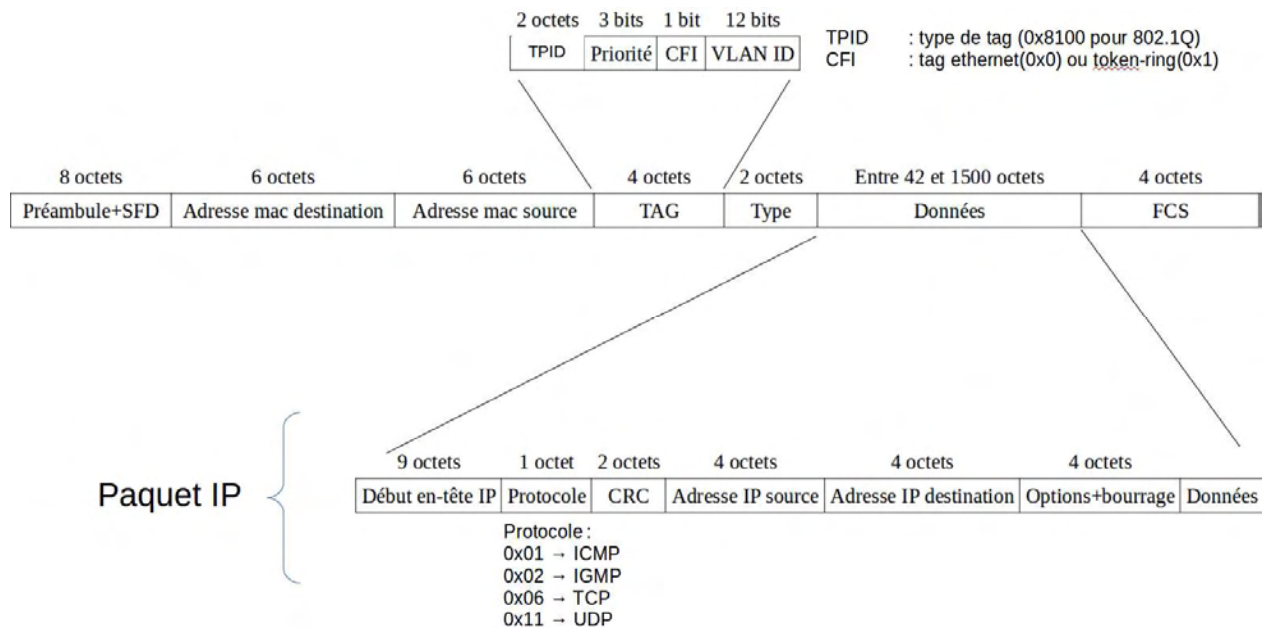 2 octets 3 bits 1 bit 12 bits
TPID Priorité CFI VLAN ID
TPID : type de tag (0x8100 pour 802.1Q)
CFI : tag ethernet(0x0) ou token-ring(0x1)
8 octets 6 octets 6 octets 4 octets 2 octets Entre 42 et 1500 octets 4 octets
Préambule+SFD Adresse mac destination Adresse mac source TAG Type Données FCS
Paquet IP
9 octets 1 octet 2 octets 4 octets 4 octets 4 octets
Début en-tête IP Protocole CRC Adresse IP source Adresse IP destination Options+bourrage Données
Protocole :
0x01 → ICMP
0x02 → IGMP
0x06 → TCP
0x11 → UDP